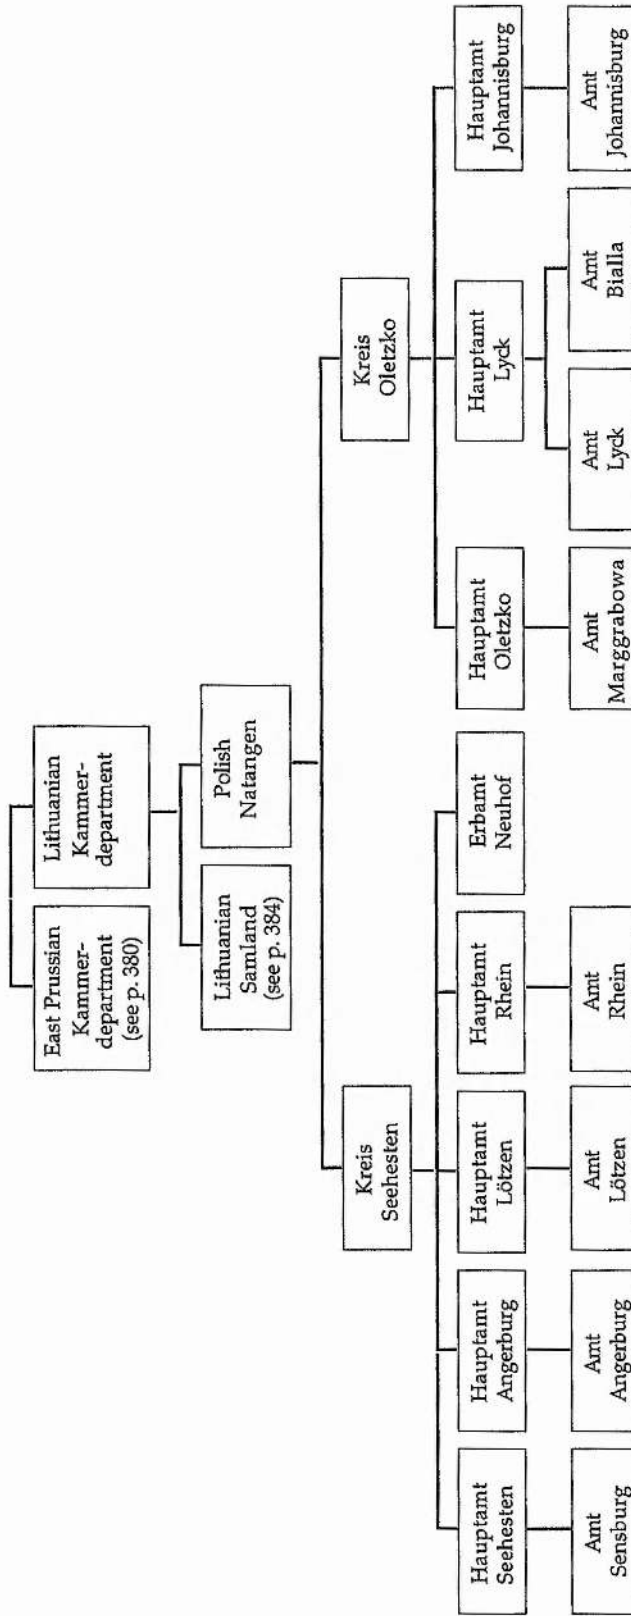 East Prussian
Kammer-
department
(see p. 380)
Lithuanian
Kammer-
department
Lithuanian
Samland
(see p. 384)
Polish
Natangen
Kreis
Seehesten
Kreis
Oletzko
Hauptamt
Seehesten
Hauptamt
Angerburg
Hauptamt
Lötzen
Hauptamt
Rhein
Erbamt
Neuhof
Hauptamt
Oletzko
Hauptamt
Lyck
Hauptamt
Johannisburg
Amt
Sensburg
Amt
Angerburg
Amt
Lötzen
Amt
Rhein
Amt
Marggrabowa
Amt
Lyck
Amt
Bialla
Amt
Johannisburg